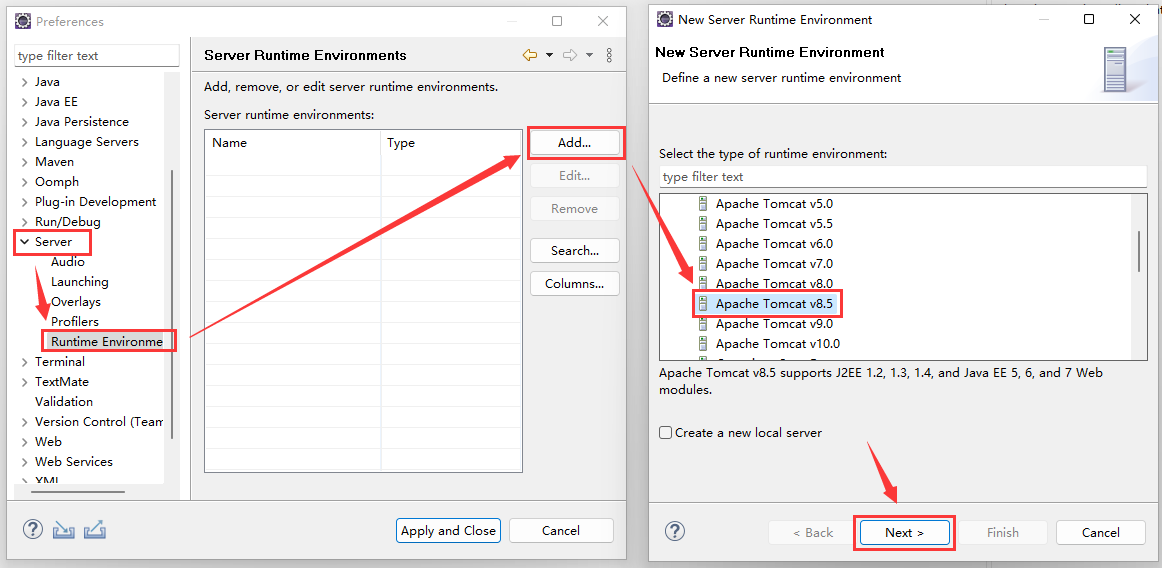 Preferences
type filter text
Java
Java EE
Java Persistence
Language Servers
Maven
Oomph
Plug-in Development
Run/Debug
Server
Audio
Launching
Overlays
Profilers
Runtime Environme
Terminal
TextMate
Validation
Version Control (Team
Web
Web Services
XML
Server Runtime Environments
Add, remove, or edit server runtime environments.
Server runtime environments:
Name Type
Add...
Edit...
Remove
Search...
Columns...
Apply and Close Cancel
New Server Runtime Environment
New Server Runtime Environment
Define a new server runtime environment
Select the type of runtime environment:
type filter text
Apache Tomcat v5.0
Apache Tomcat v5.5
Apache Tomcat v6.0
Apache Tomcat v7.0
Apache Tomcat v8.0
Apache Tomcat v8.5
Apache Tomcat v9.0
Apache Tomcat v10.0
Apache Tomcat v8.5 supports J2EE 1.2, 1.3, 1.4, and Java EE 5, 6, and 7 Web
modules.
Create a new local server
< Back Next > Finish Cancel